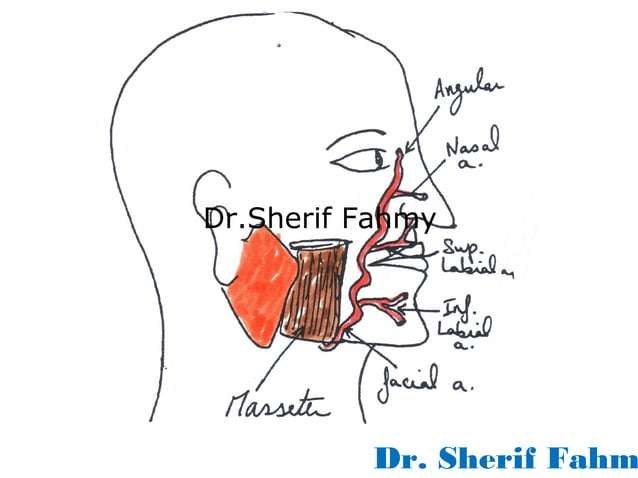 Angular
Nasal
a.
Dr.Sherif Fahmy
Sup.
Labial a
Inf.
Labial
a.
Masseter
facial a.
Dr. Sherif Fahm